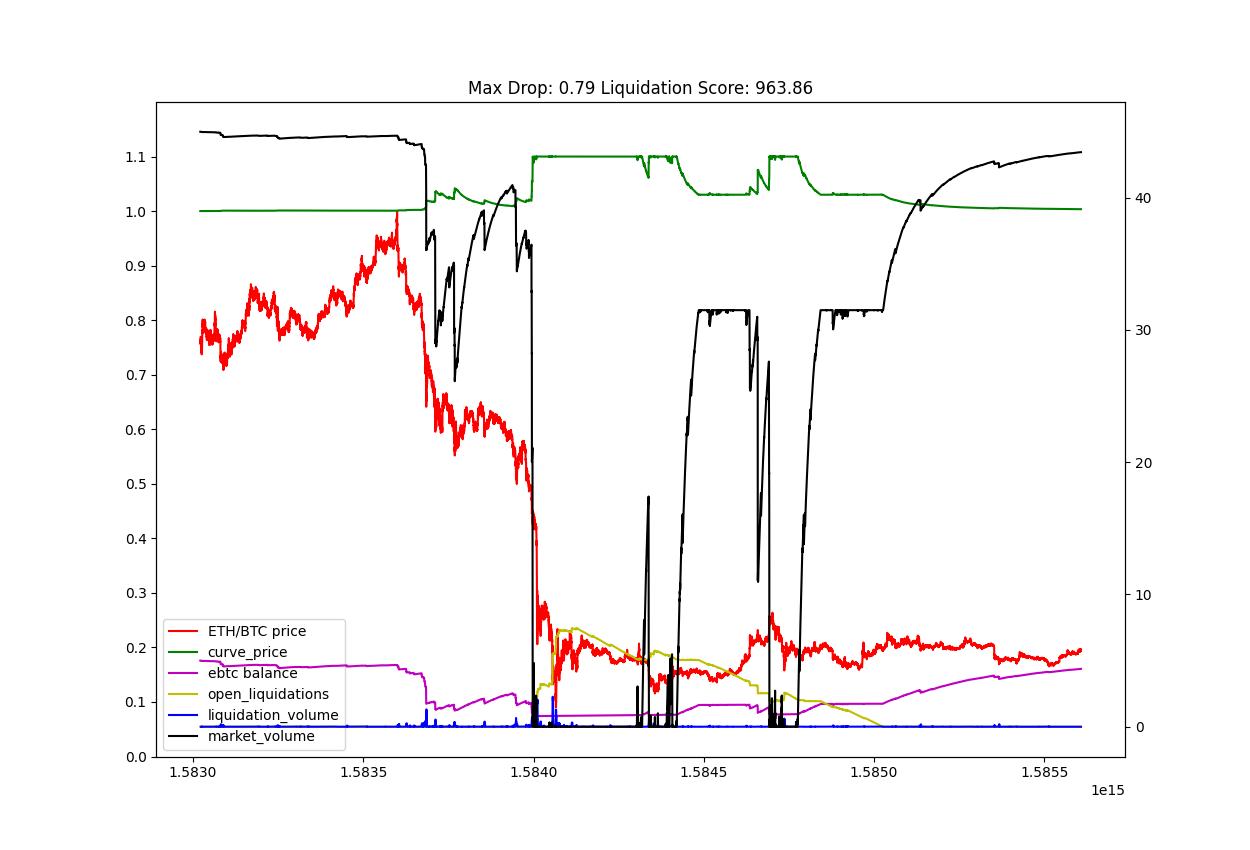 Max Drop: 0.79 Liquidation Score: 963.86
1.1
1.0
0.9
0.8
0.7
0.6
0.5
0.4
0.3
0.2
0.1
0.0
40
30
20
10
0
ETH/BTC price
curve_price
ebtc balance
open_liquidations
liquidation_volume
market_volume
1.5830 1.5835 1.5840 1.5845 1.5850 1.5855
1e15